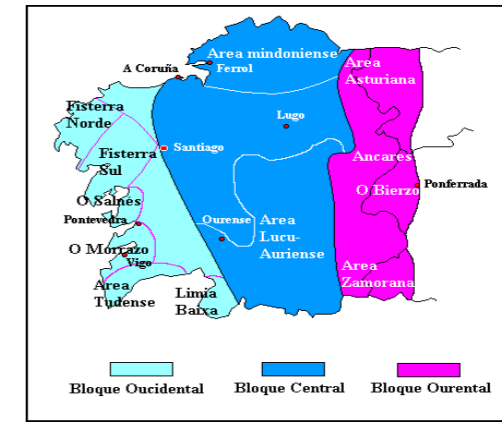 Area mindoniense
Ferrol
A Coruña
Area
Asturiana
Fisterra
Norde
Lugo
Santiago
Fisterra
Sul
Ancares
O Bierzo
Ponferrada
O Salnés
Pontevedra
Ourense
Area
Lucu-
Auriense
O Morrazo
Vigo
Area
Tudense
Limia
Baixa
Area
Zamorana
Bloque Oucidental
Bloque Central
Bloque Ourental